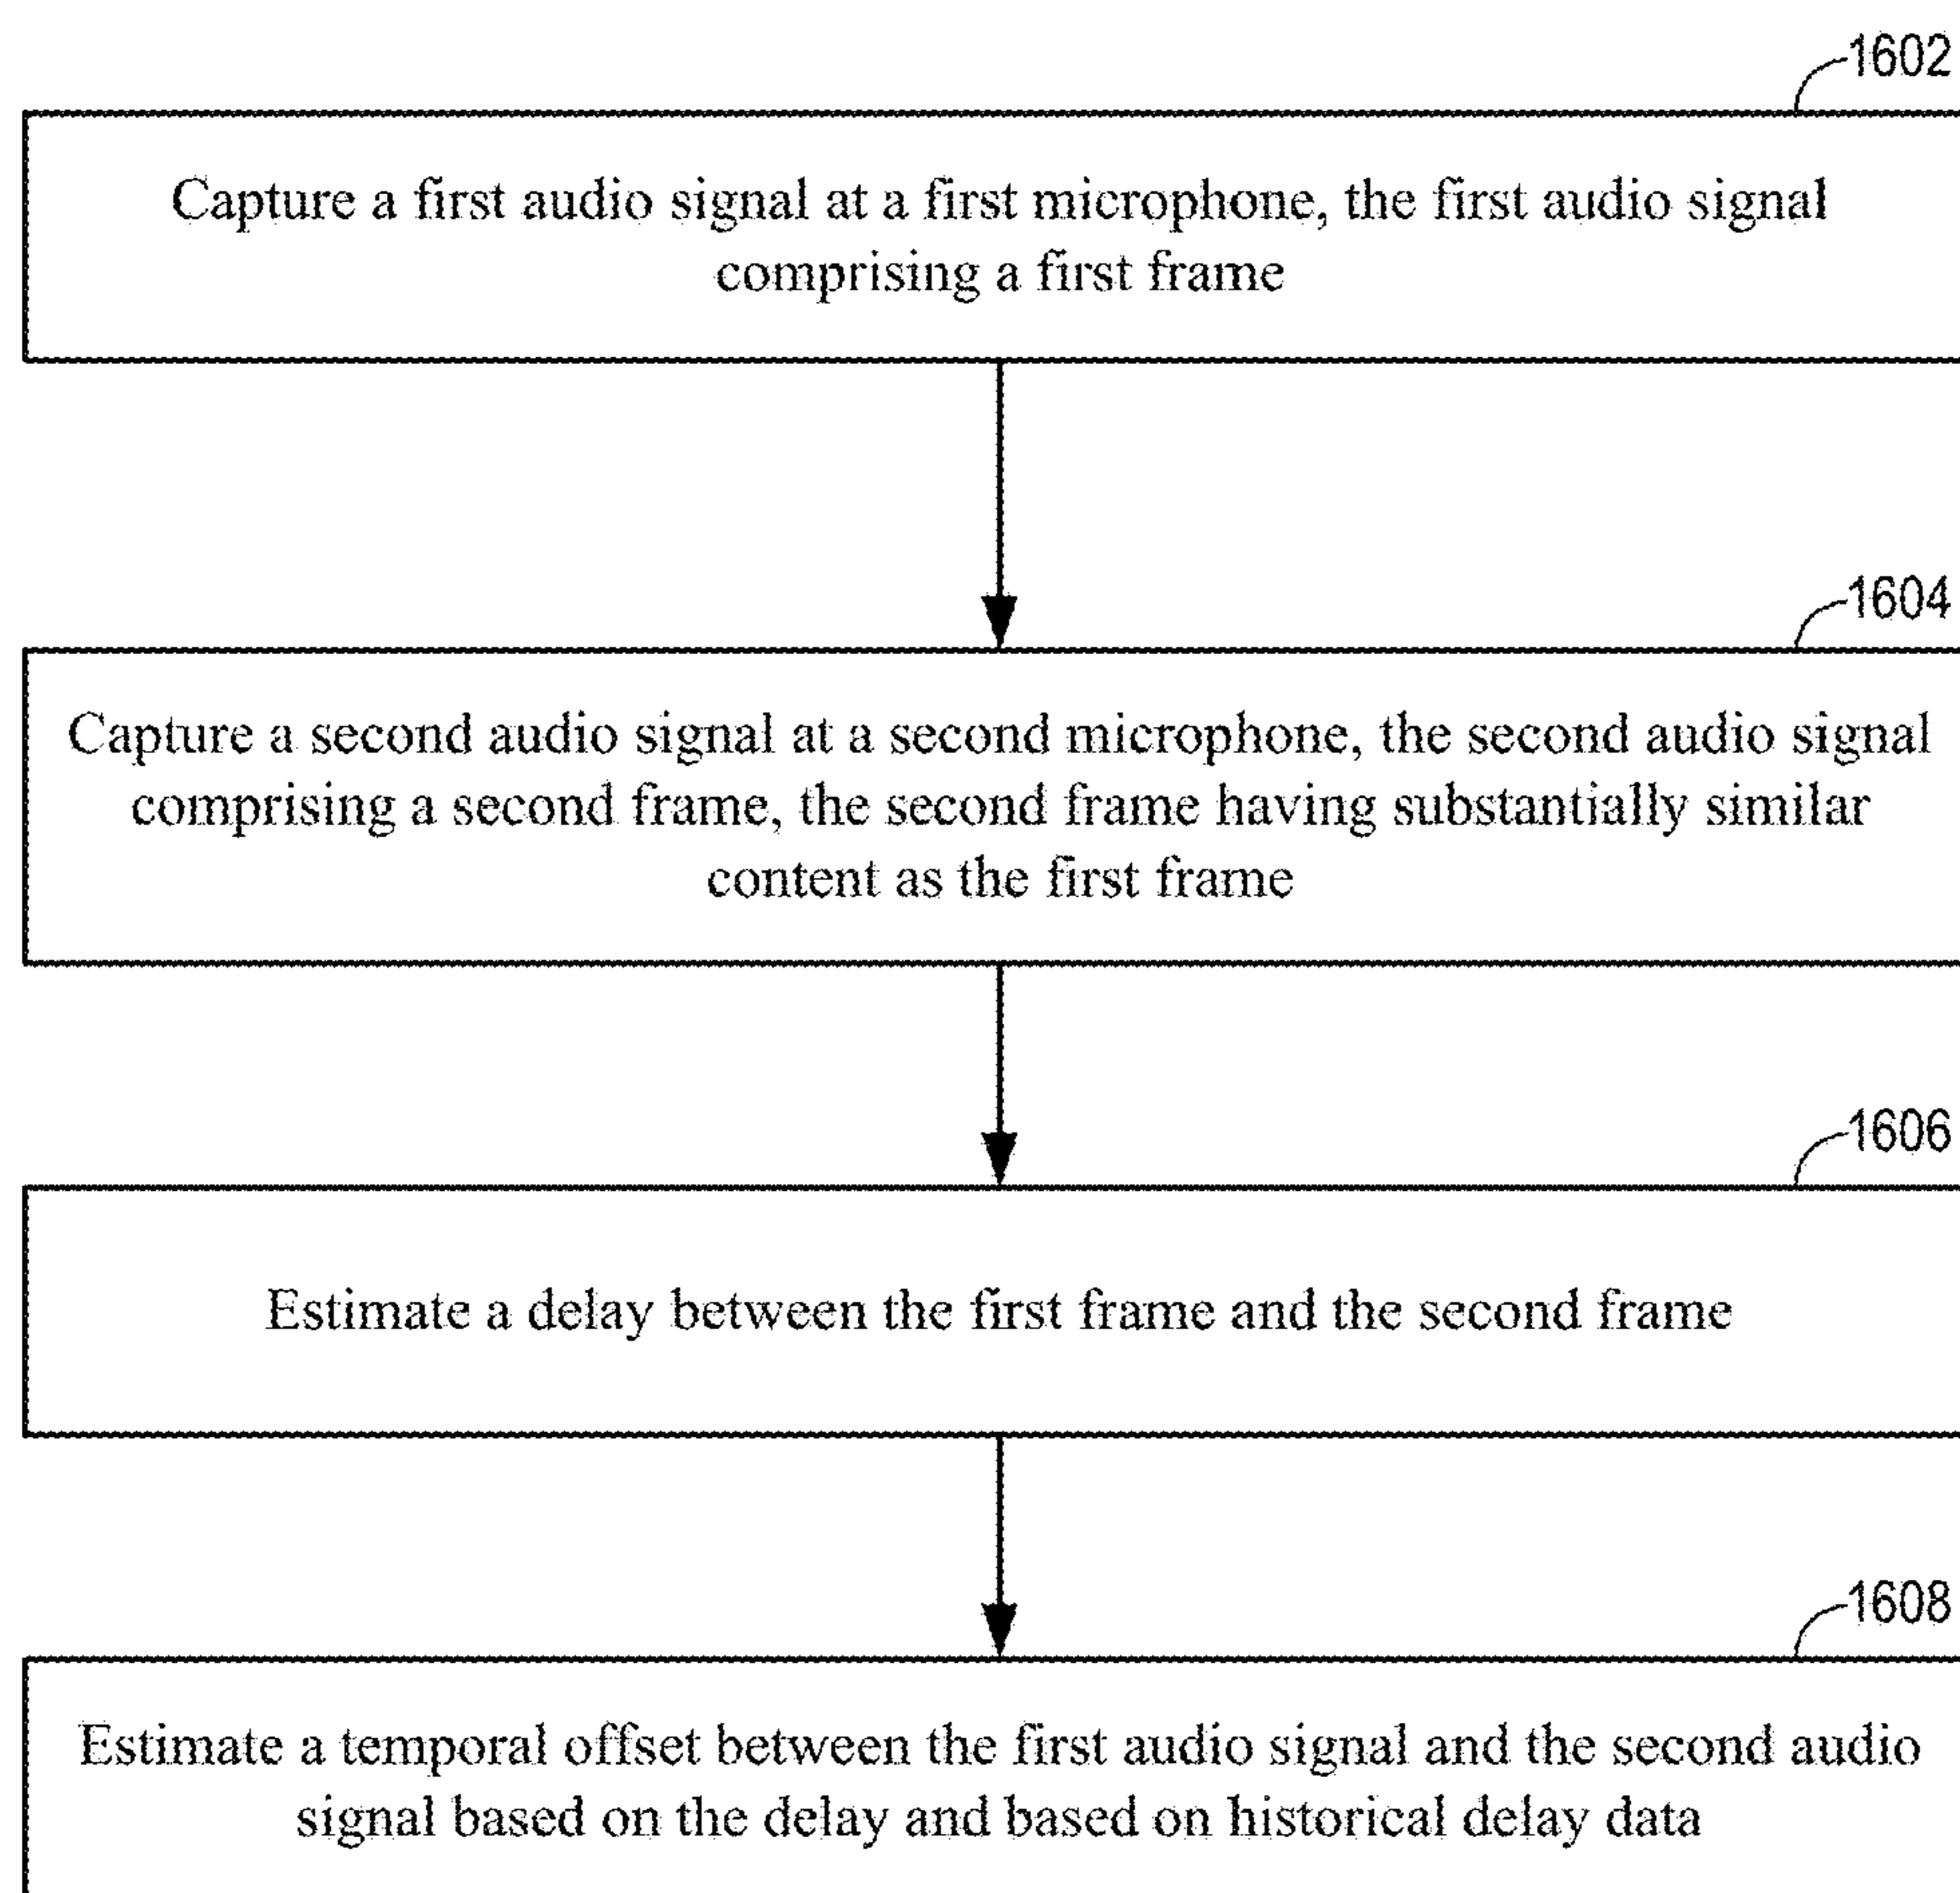 1602
Capture a first audio signal at a first microphone, the first audio signal
comprising a first frame
1604
Capture a second audio signal at a second microphone, the second audio signal
comprising a second frame, the second frame having substantially similar
content as the first frame
1606
Estimate a delay between the first frame and the second frame
1608
Estimate a temporal offset between the first audio signal and the second audio
signal based on the delay and based on historical delay data